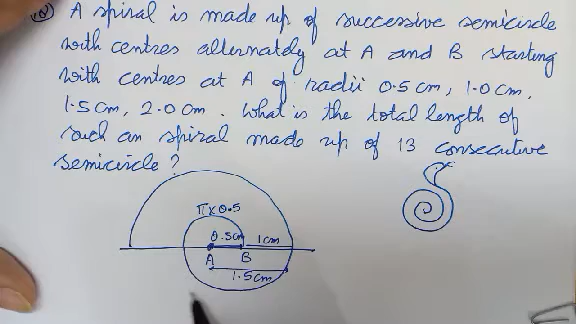 Q) A spiral is made up of successive semicircle
with centres alternately at A and B starting
with centres at A of radii 0.5 cm, 1.0 cm,
1.5 cm, 2.0 cm. What is the total length of
such an spiral made up of 13 consecutive
semicircle?
π×0.5
0.5cm 1cm
A B
1.5cm